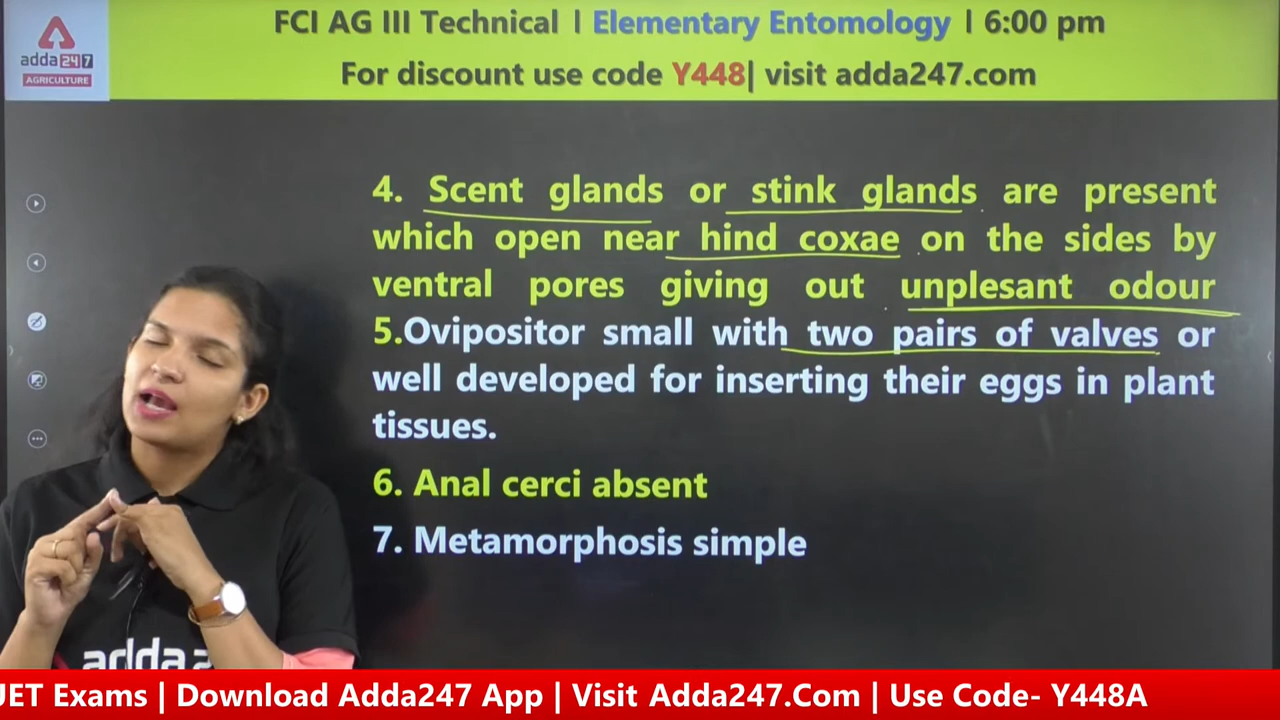 FCI AG III Technical I Elementary Entomology I 6:00 pm
For discount use code Y448| visit adda247.com
adda247
AGRICULTURE
4. Scent glands or stink glands are present
which open near hind coxae on the sides by
ventral pores giving out unplesant odour
5.Ovipositor small with two pairs of valves or
well developed for inserting their eggs in plant
tissues.
6. Anal cerci absent
7. Metamorphosis simple
adda
JET Exams | Download Adda247 App | Visit Adda247.Com | Use Code- Y448A